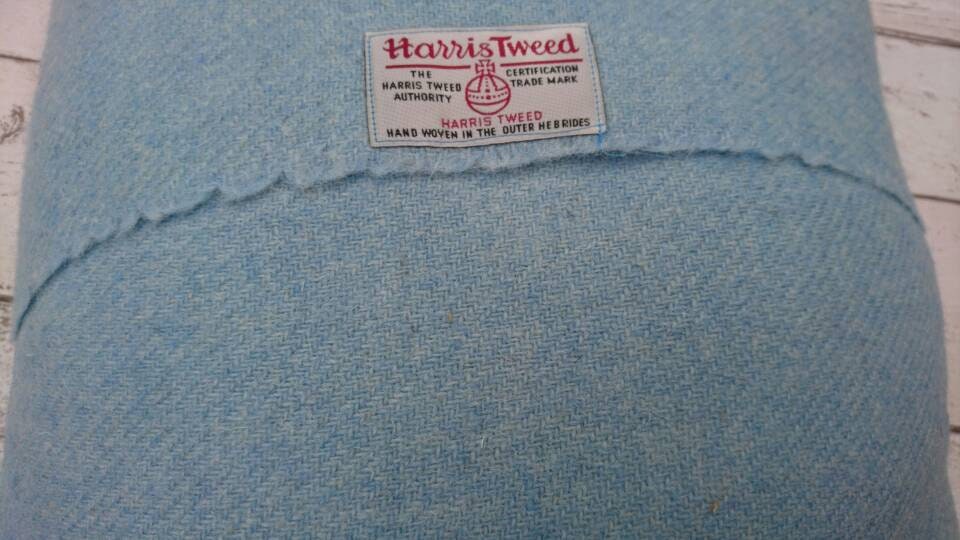 Harris Tweed
THE HARRIS TWEED AUTHORITY
CERTIFICATION TRADE MARK
HARRIS TWEED
HAND WOVEN IN THE OUTER HEBRIDES